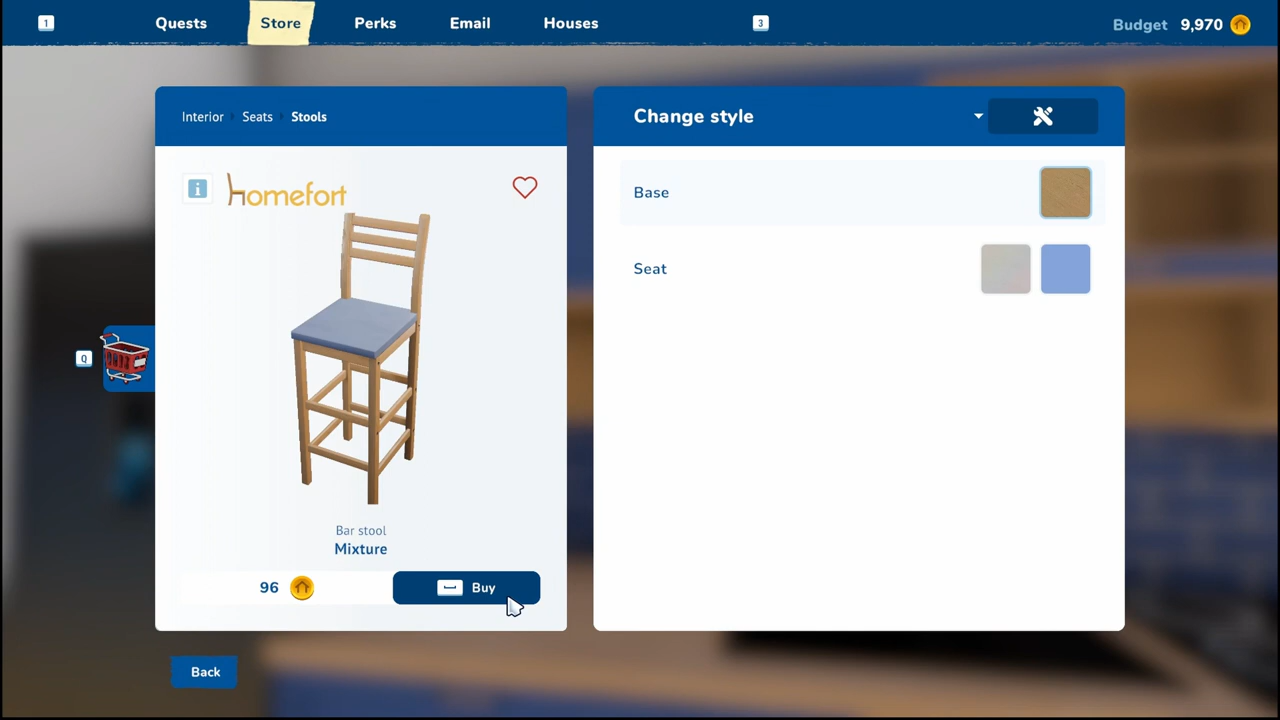 1
Quests
Store
Perks
Email
Houses
3
Budget 9,970
Interior Seats Stools
i
homefort
Bar stool
Mixture
96
Buy
Change style
Base
Seat
Q
Back